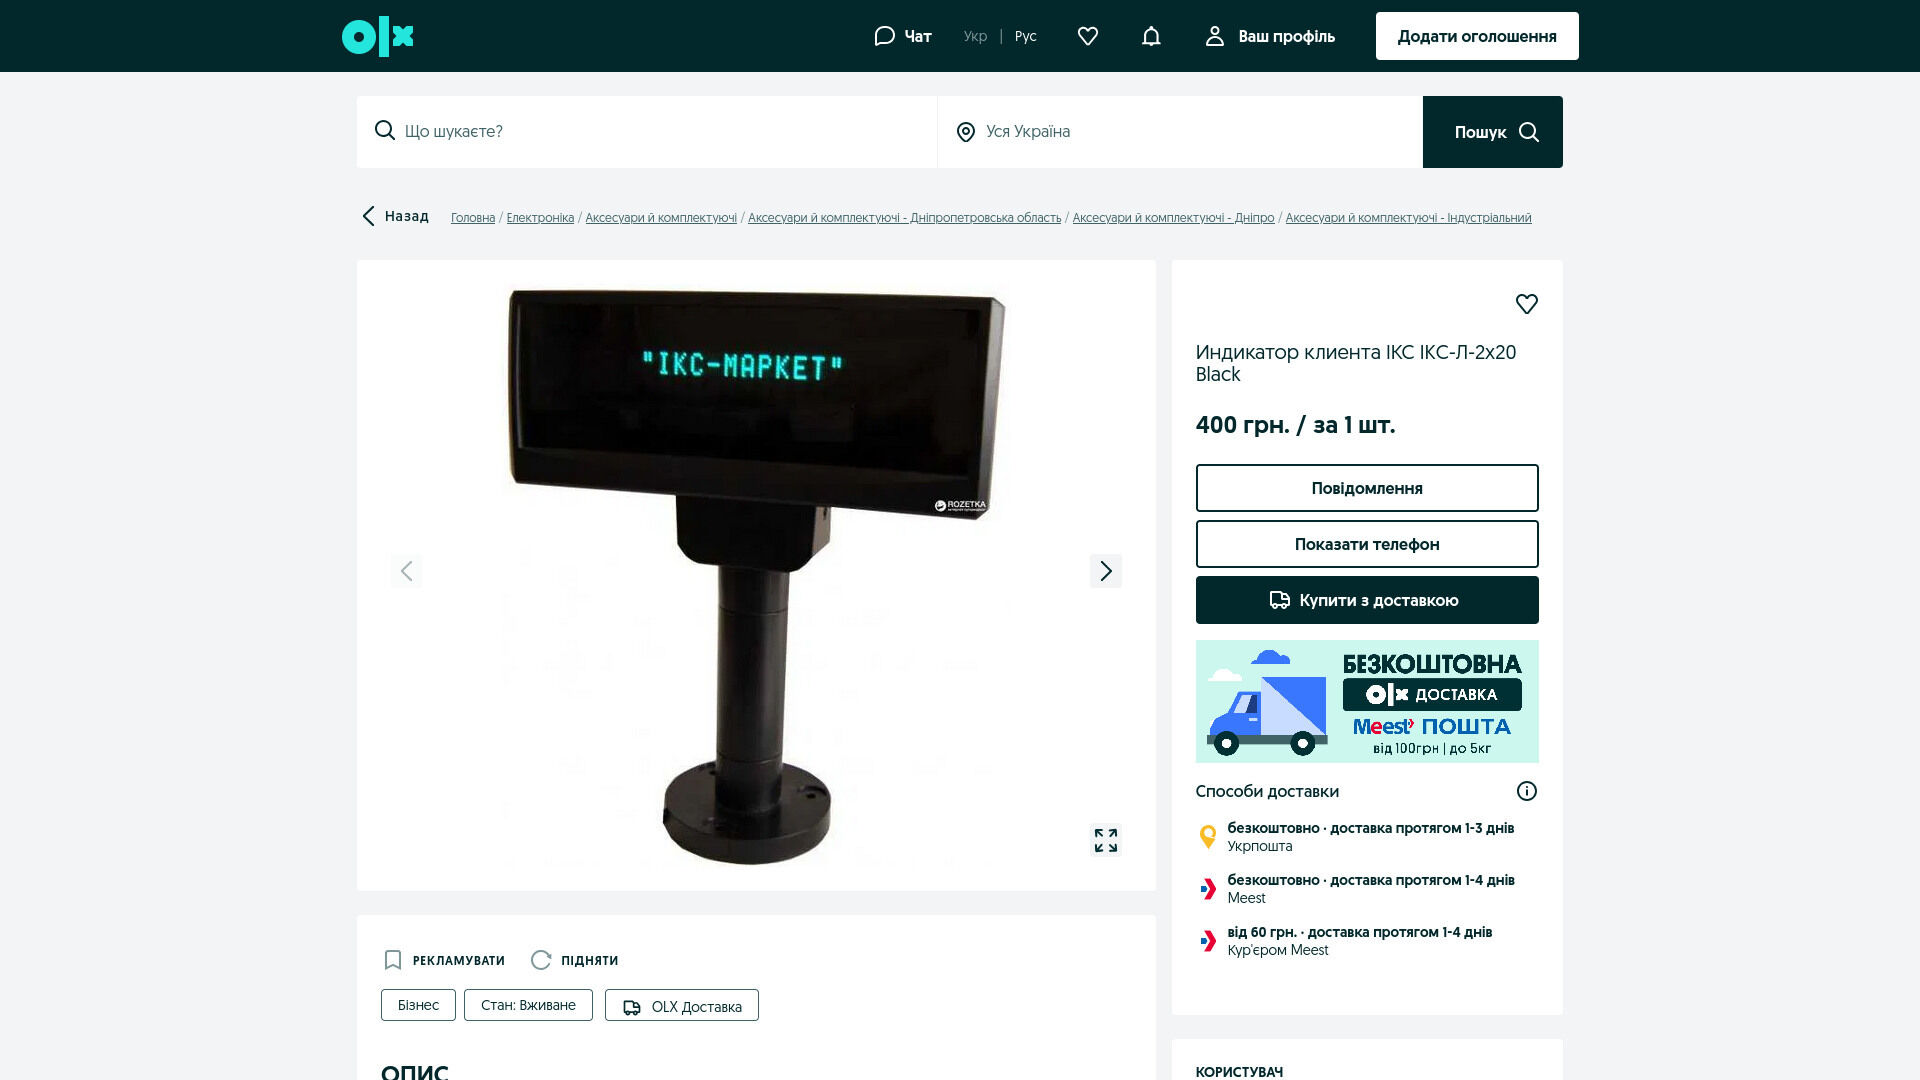 olx
Чат
Укр | Рус
Ваш профіль
Додати оголошення
Що шукаєте?
Уся Україна
Пошук
Назад
Головна / Електроніка / Аксесуари й комплектуючі / Аксесуари й комплектуючі - Дніпропетровська область / Аксесуари й комплектуючі - Дніпро / Аксесуари й комплектуючі - Індустріальний
"ІКС-МАРКЕТ"
ROZETKA
Индикатор клиента ІКС ІКС-Л-2х20
Black
400 грн. / за 1 шт.
Повідомлення
Показати телефон
Купити з доставкою
БЕЗКОШТОВНА
olx ДОСТАВКА
Meest ПОШТА
від 100грн | до 5кг
Способи доставки
безкоштовно · доставка протягом 1-3 днів
Укрпошта
безкоштовно · доставка протягом 1-4 днів
Meest
від 60 грн. · доставка протягом 1-4 днів
Кур'єром Meest
РЕКЛАМУВАТИ
ПІДНЯТИ
Бізнес
Стан: Вживане
OLX Доставка
ОПИС
КОРИСТУВАЧ